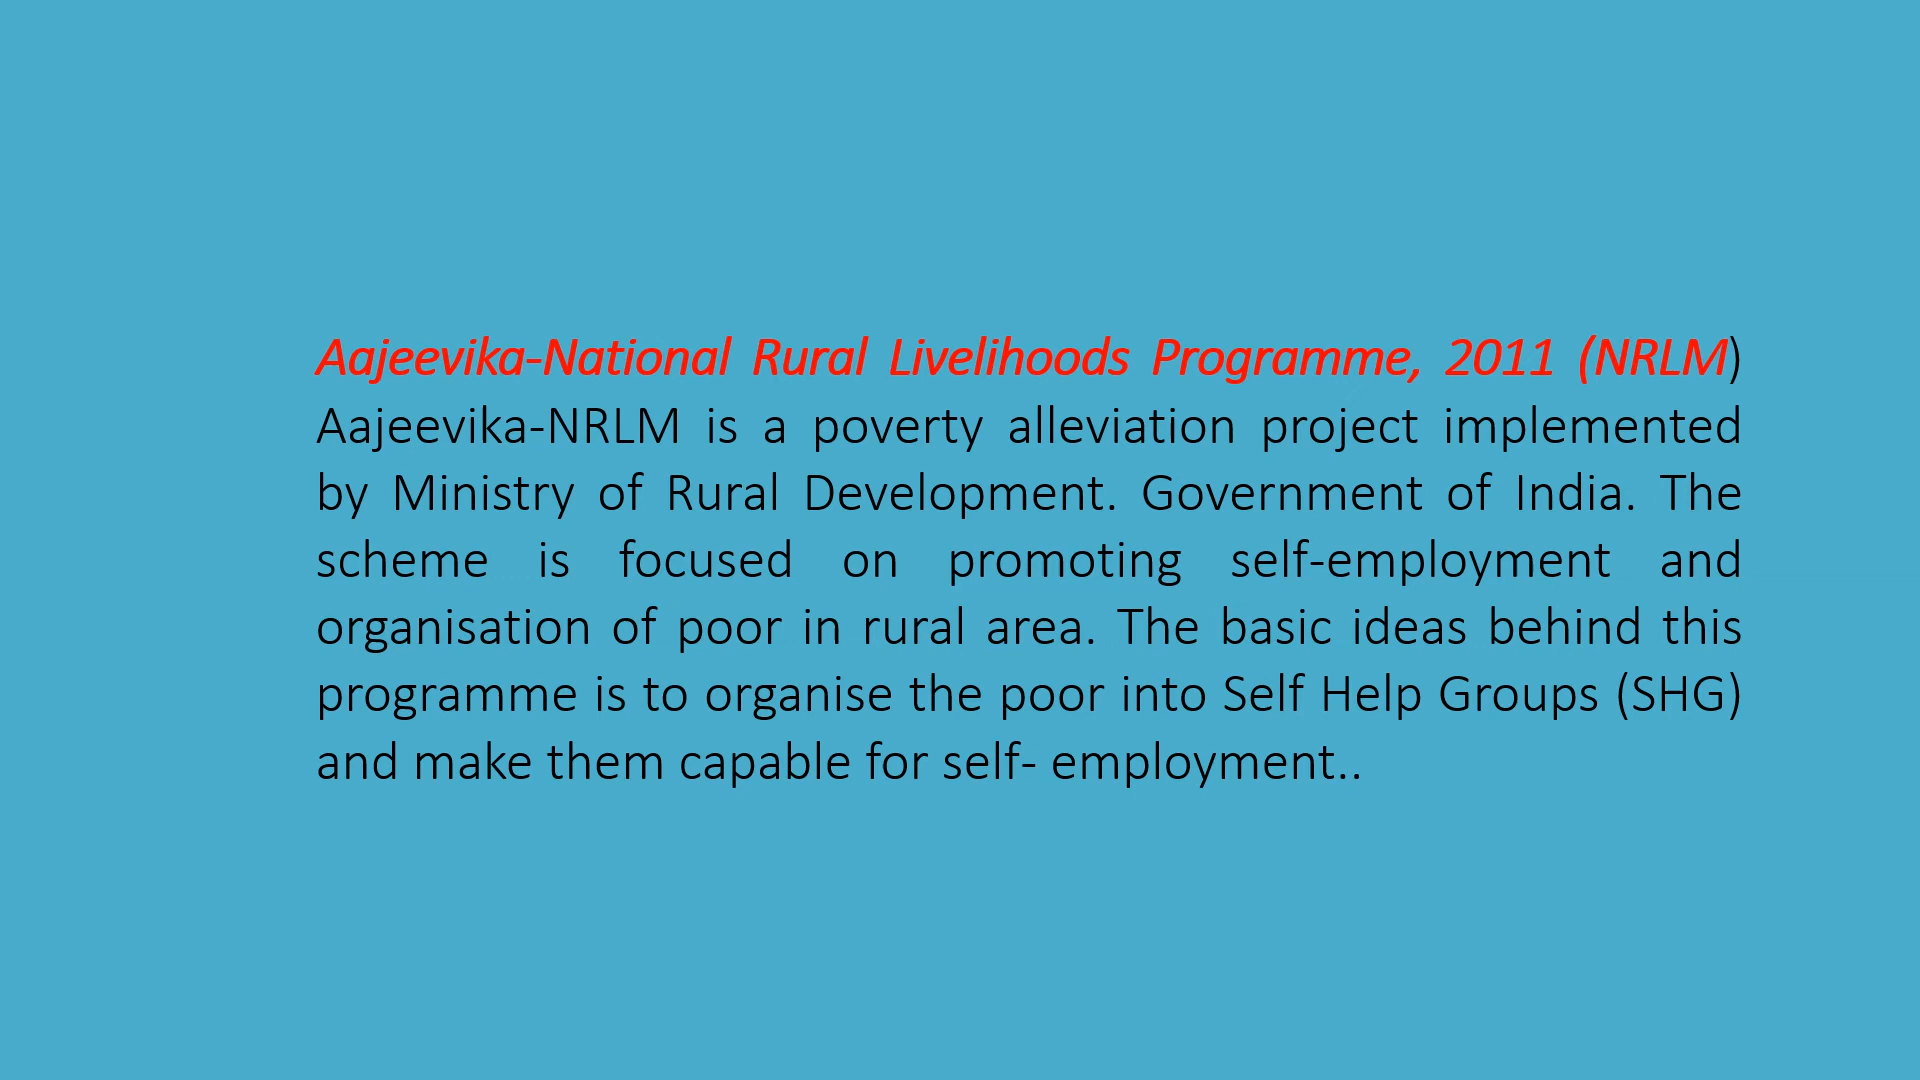 Aajeevika-National Rural Livelihoods Programme, 2011 (NRLM)
Aajeevika-NRLM is a poverty alleviation project implemented
by Ministry of Rural Development. Government of India. The
scheme is focused on promoting self-employment and
organisation of poor in rural area. The basic ideas behind this
programme is to organise the poor into Self Help Groups (SHG)
and make them capable for self- employment..